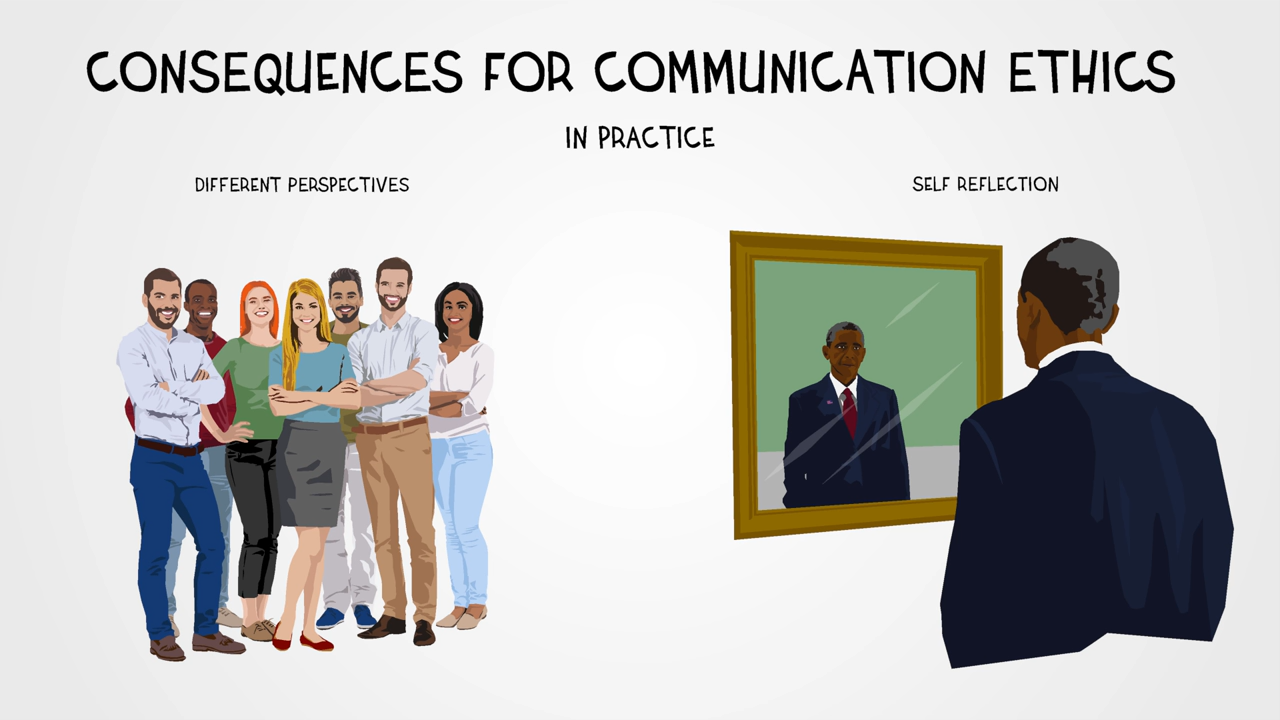 CONSEQUENCES FOR COMMUNICATION ETHICS
IN PRACTICE
DIFFERENT PERSPECTIVES
SELF REFLECTION